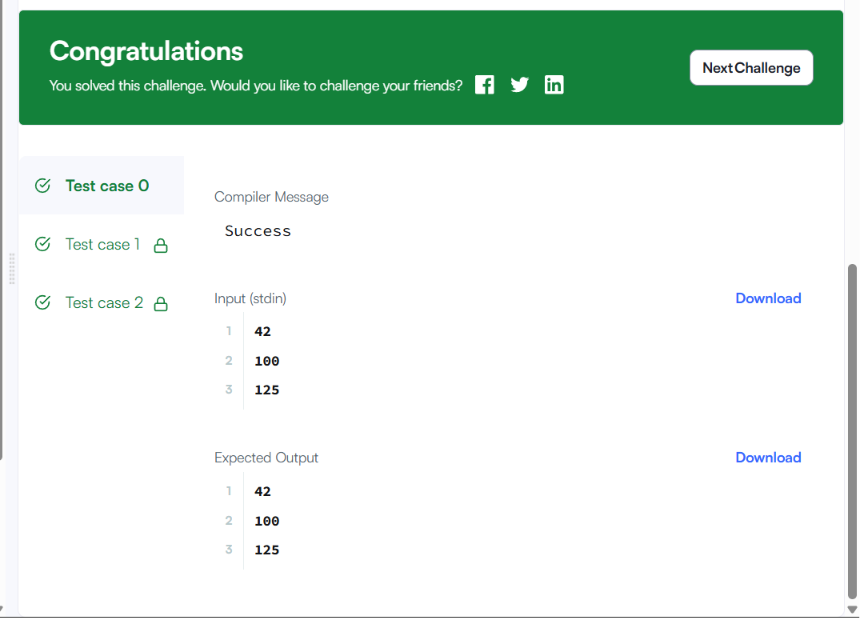 Congratulations
You solved this challenge. Would you like to challenge your friends?
Next Challenge
Test case 0
Test case 1
Test case 2
Compiler Message
Success
Input (stdin)
Download
1 42
2 100
3 125
Expected Output
Download
1 42
2 100
3 125